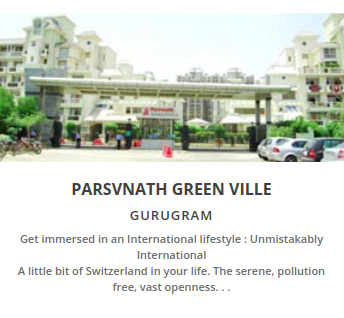 Parsvnath
PARSVNATH GREEN VILLE
GURUGRAM
Get immersed in an International lifestyle : Unmistakably
International
A little bit of Switzerland in your life. The serene, pollution
free, vast openness. . .